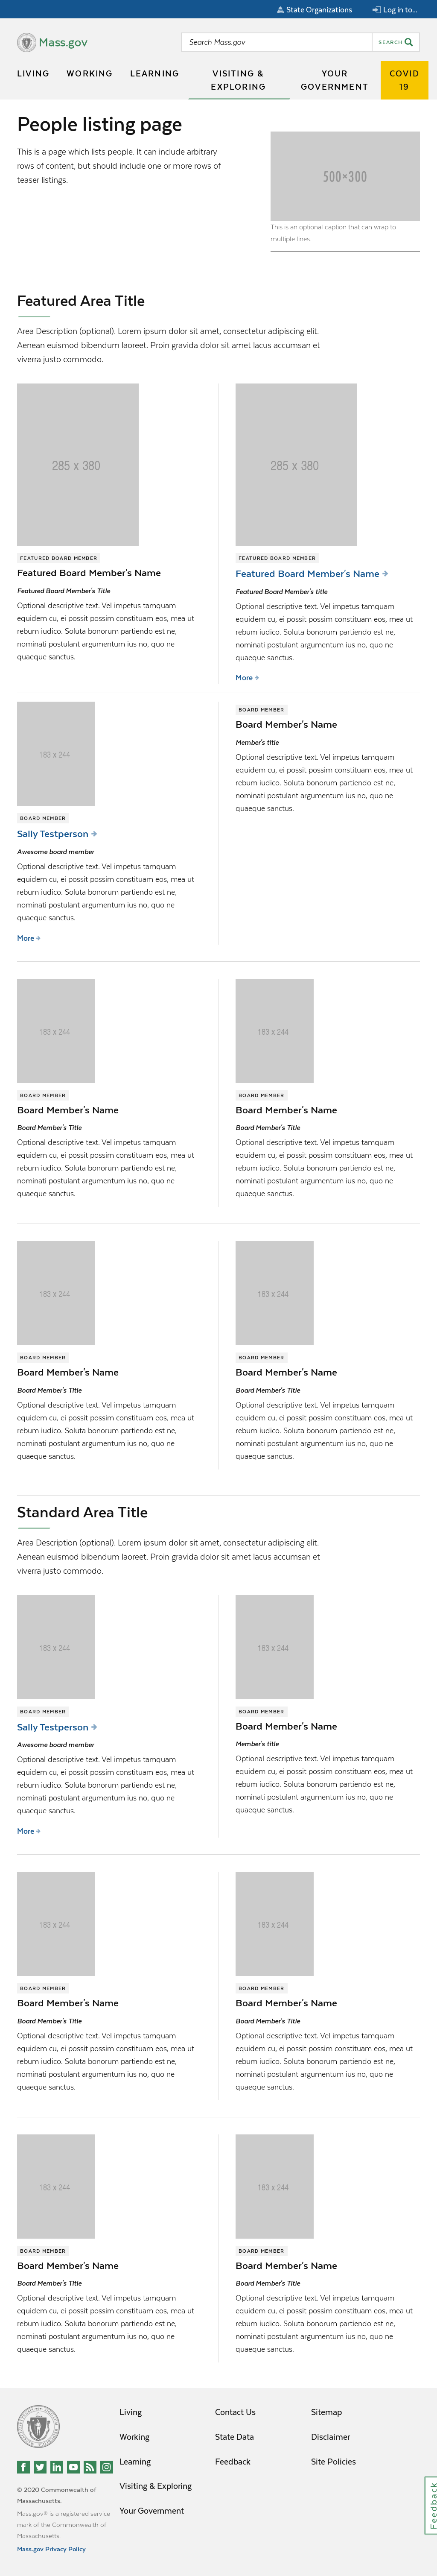 State Organizations
Log in to...
Mass.gov
Search Mass.gov
SEARCH
LIVING
WORKING
LEARNING
VISITING &
EXPLORING
YOUR
GOVERNMENT
COVID
19
People listing page
This is a page which lists people. It can include arbitrary
rows of content, but should include one or more rows of
teaser listings.
500×300
This is an optional caption that can wrap to
multiple lines.
Featured Area Title
Area Description (optional). Lorem ipsum dolor sit amet, consectetur adipiscing elit.
Aenean euismod bibendum laoreet. Proin gravida dolor sit amet lacus accumsan et
viverra justo commodo.
285 x 380
FEATURED BOARD MEMBER
Featured Board Member's Name
Featured Board Member's Title
Optional descriptive text. Vel impetus tamquam
equidem cu, ei possit possim constituam eos, mea ut
rebum iudico. Soluta bonorum partiendo est ne,
nominati postulant argumentum ius no, quo ne
quaeque sanctus.
285 x 380
FEATURED BOARD MEMBER
Featured Board Member's Name
Featured Board Member's title
Optional descriptive text. Vel impetus tamquam
equidem cu, ei possit possim constituam eos, mea ut
rebum iudico. Soluta bonorum partiendo est ne,
nominati postulant argumentum ius no, quo ne
quaeque sanctus.
More
183 x 244
BOARD MEMBER
Sally Testperson
Awesome board member
Optional descriptive text. Vel impetus tamquam
equidem cu, ei possit possim constituam eos, mea ut
rebum iudico. Soluta bonorum partiendo est ne,
nominati postulant argumentum ius no, quo ne
quaeque sanctus.
More
BOARD MEMBER
Board Member's Name
Member's title
Optional descriptive text. Vel impetus tamquam
equidem cu, ei possit possim constituam eos, mea ut
rebum iudico. Soluta bonorum partiendo est ne,
nominati postulant argumentum ius no, quo ne
quaeque sanctus.
183 x 244
BOARD MEMBER
Board Member's Name
Board Member's Title
Optional descriptive text. Vel impetus tamquam
equidem cu, ei possit possim constituam eos, mea ut
rebum iudico. Soluta bonorum partiendo est ne,
nominati postulant argumentum ius no, quo ne
quaeque sanctus.
183 x 244
BOARD MEMBER
Board Member's Name
Board Member's Title
Optional descriptive text. Vel impetus tamquam
equidem cu, ei possit possim constituam eos, mea ut
rebum iudico. Soluta bonorum partiendo est ne,
nominati postulant argumentum ius no, quo ne
quaeque sanctus.
183 x 244
BOARD MEMBER
Board Member's Name
Board Member's Title
Optional descriptive text. Vel impetus tamquam
equidem cu, ei possit possim constituam eos, mea ut
rebum iudico. Soluta bonorum partiendo est ne,
nominati postulant argumentum ius no, quo ne
quaeque sanctus.
183 x 244
BOARD MEMBER
Board Member's Name
Board Member's Title
Optional descriptive text. Vel impetus tamquam
equidem cu, ei possit possim constituam eos, mea ut
rebum iudico. Soluta bonorum partiendo est ne,
nominati postulant argumentum ius no, quo ne
quaeque sanctus.
Standard Area Title
Area Description (optional). Lorem ipsum dolor sit amet, consectetur adipiscing elit.
Aenean euismod bibendum laoreet. Proin gravida dolor sit amet lacus accumsan et
viverra justo commodo.
183 x 244
BOARD MEMBER
Sally Testperson
Awesome board member
Optional descriptive text. Vel impetus tamquam
equidem cu, ei possit possim constituam eos, mea ut
rebum iudico. Soluta bonorum partiendo est ne,
nominati postulant argumentum ius no, quo ne
quaeque sanctus.
More
183 x 244
BOARD MEMBER
Board Member's Name
Member's title
Optional descriptive text. Vel impetus tamquam
equidem cu, ei possit possim constituam eos, mea ut
rebum iudico. Soluta bonorum partiendo est ne,
nominati postulant argumentum ius no, quo ne
quaeque sanctus.
183 x 244
BOARD MEMBER
Board Member's Name
Board Member's Title
Optional descriptive text. Vel impetus tamquam
equidem cu, ei possit possim constituam eos, mea ut
rebum iudico. Soluta bonorum partiendo est ne,
nominati postulant argumentum ius no, quo ne
quaeque sanctus.
183 x 244
BOARD MEMBER
Board Member's Name
Board Member's Title
Optional descriptive text. Vel impetus tamquam
equidem cu, ei possit possim constituam eos, mea ut
rebum iudico. Soluta bonorum partiendo est ne,
nominati postulant argumentum ius no, quo ne
quaeque sanctus.
183 x 244
BOARD MEMBER
Board Member's Name
Board Member's Title
Optional descriptive text. Vel impetus tamquam
equidem cu, ei possit possim constituam eos, mea ut
rebum iudico. Soluta bonorum partiendo est ne,
nominati postulant argumentum ius no, quo ne
quaeque sanctus.
183 x 244
BOARD MEMBER
Board Member's Name
Board Member's Title
Optional descriptive text. Vel impetus tamquam
equidem cu, ei possit possim constituam eos, mea ut
rebum iudico. Soluta bonorum partiendo est ne,
nominati postulant argumentum ius no, quo ne
quaeque sanctus.
© 2020 Commonwealth of
Massachusetts.
Mass.gov® is a registered service
mark of the Commonwealth of
Massachusetts.
Mass.gov Privacy Policy
Living
Working
Learning
Visiting & Exploring
Your Government
Contact Us
State Data
Feedback
Sitemap
Disclaimer
Site Policies
Feedback